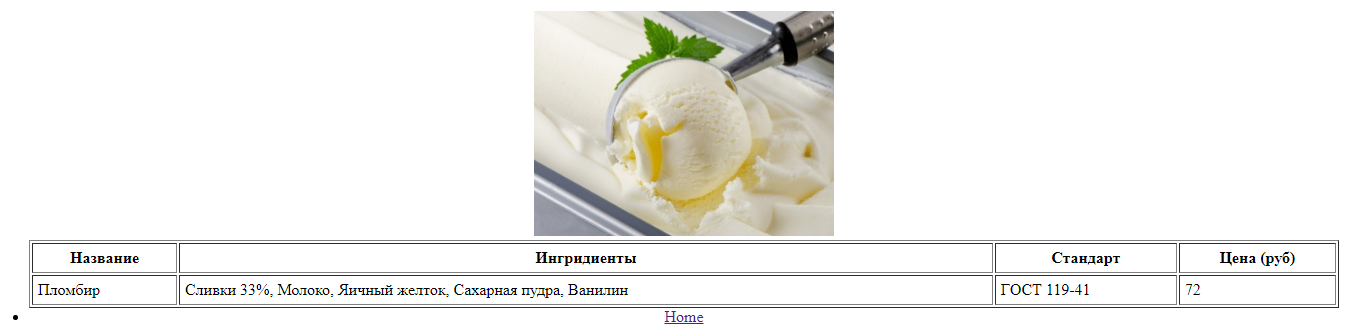 Название Ингридиенты Стандарт Цена (руб)
Пломбир Сливки 33%, Молоко, Яичный желток, Сахарная пудра, Ванилин ГОСТ 119-41 72
Home